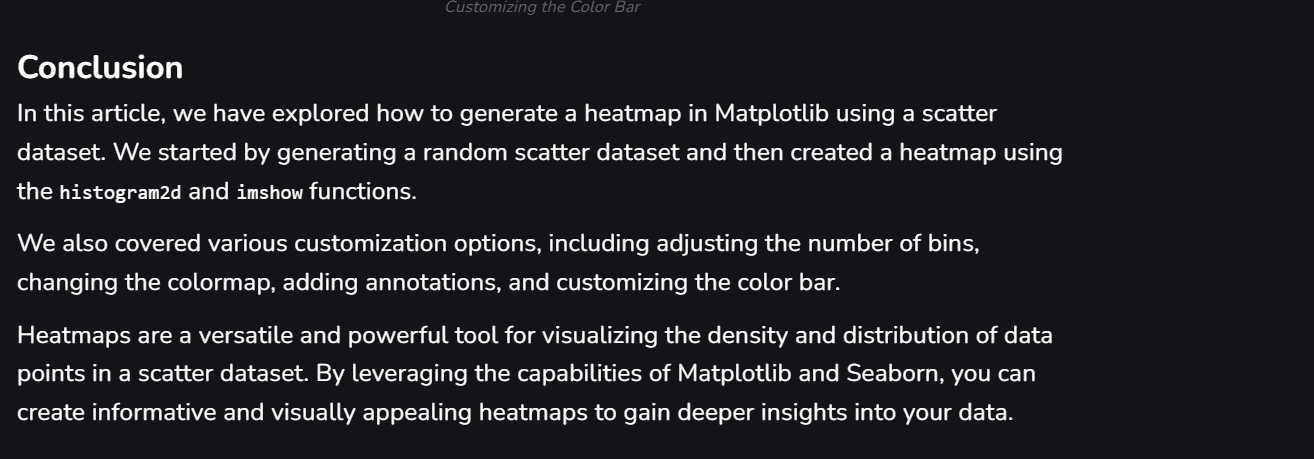 Customizing the Color Bar
Conclusion
In this article, we have explored how to generate a heatmap in Matplotlib using a scatter
dataset. We started by generating a random scatter dataset and then created a heatmap using
the histogram2d and imshow functions.
We also covered various customization options, including adjusting the number of bins,
changing the colormap, adding annotations, and customizing the color bar.
Heatmaps are a versatile and powerful tool for visualizing the density and distribution of data
points in a scatter dataset. By leveraging the capabilities of Matplotlib and Seaborn, you can
create informative and visually appealing heatmaps to gain deeper insights into your data.